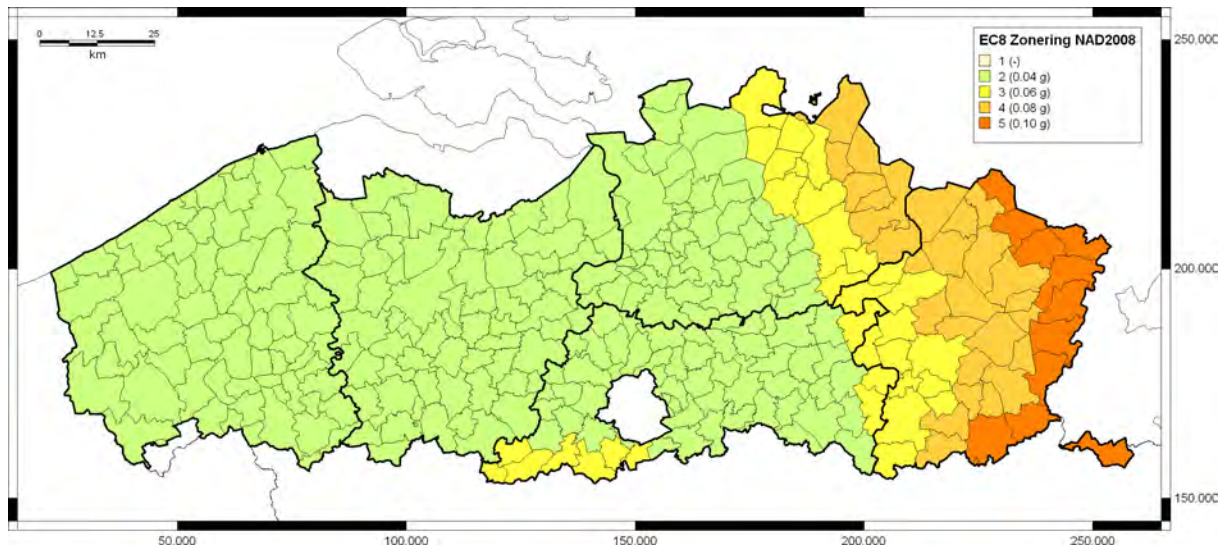 0 12.5 25
km
EC8 Zonering NAD2008
1 (-)
2 (0.04 g)
3 (0.06 g)
4 (0.08 g)
5 (0.10 g)
250.000
200.000
150.000
50.000 100.000 150.000 200.000 250.000